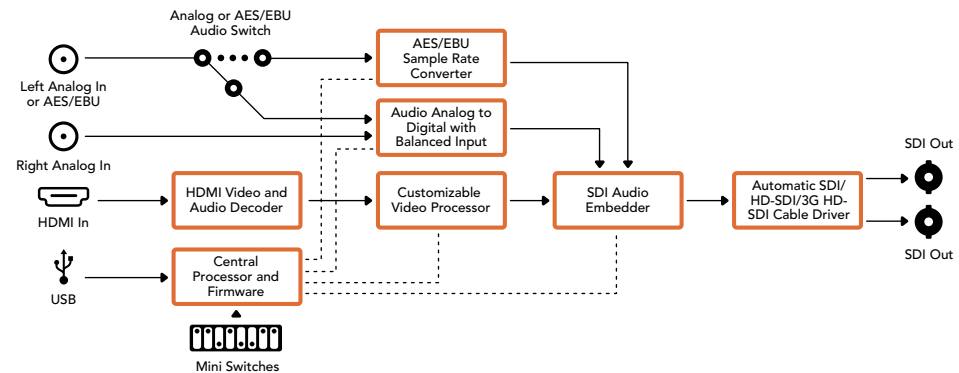 Analog or AES/EBU
Audio Switch
Left Analog In
or AES/EBU
AES/EBU
Sample Rate
Converter
Audio Analog to
Digital with
Balanced Input
Right Analog In
HDMI In
HDMI Video and
Audio Decoder
Customizable
Video Processor
SDI Audio
Embedder
Automatic SDI/
HD-SDI/3G HD-
SDI Cable Driver
SDI Out
SDI Out
USB
Central
Processor and
Firmware
Mini Switches